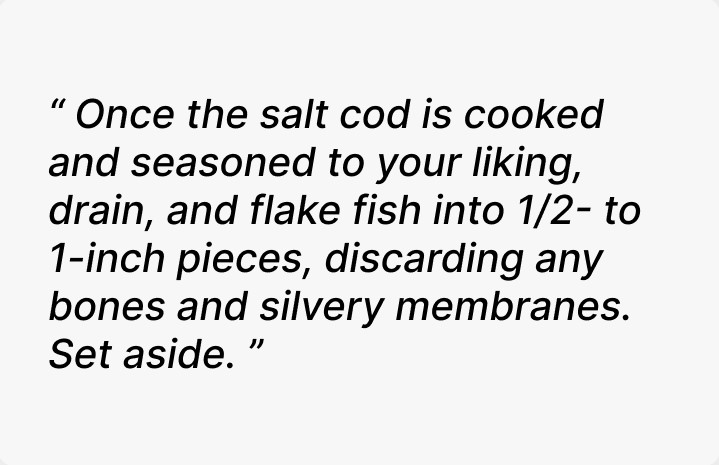 “ Once the salt cod is cooked
and seasoned to your liking,
drain, and flake fish into 1/2- to
1-inch pieces, discarding any
bones and silvery membranes.
Set aside. ”